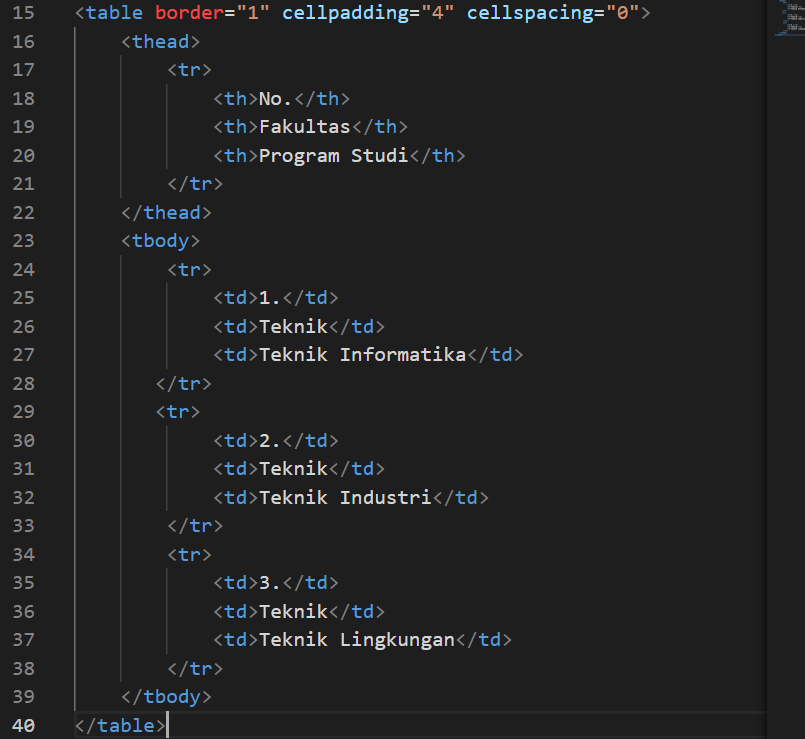 15 <table border="1" cellpadding="4" cellspacing="0">
16     <thead>
17         <tr>
18             <th>No.</th>
19             <th>Fakultas</th>
20             <th>Program Studi</th>
21         </tr>
22     </thead>
23     <tbody>
24         <tr>
25             <td>1.</td>
26             <td>Teknik</td>
27             <td>Teknik Informatika</td>
28        </tr>
29        <tr>
30             <td>2.</td>
31             <td>Teknik</td>
32             <td>Teknik Industri</td>
33         </tr>
34         <tr>
35             <td>3.</td>
36             <td>Teknik</td>
37             <td>Teknik Lingkungan</td>
38         </tr>
39     </tbody>
40 </table>